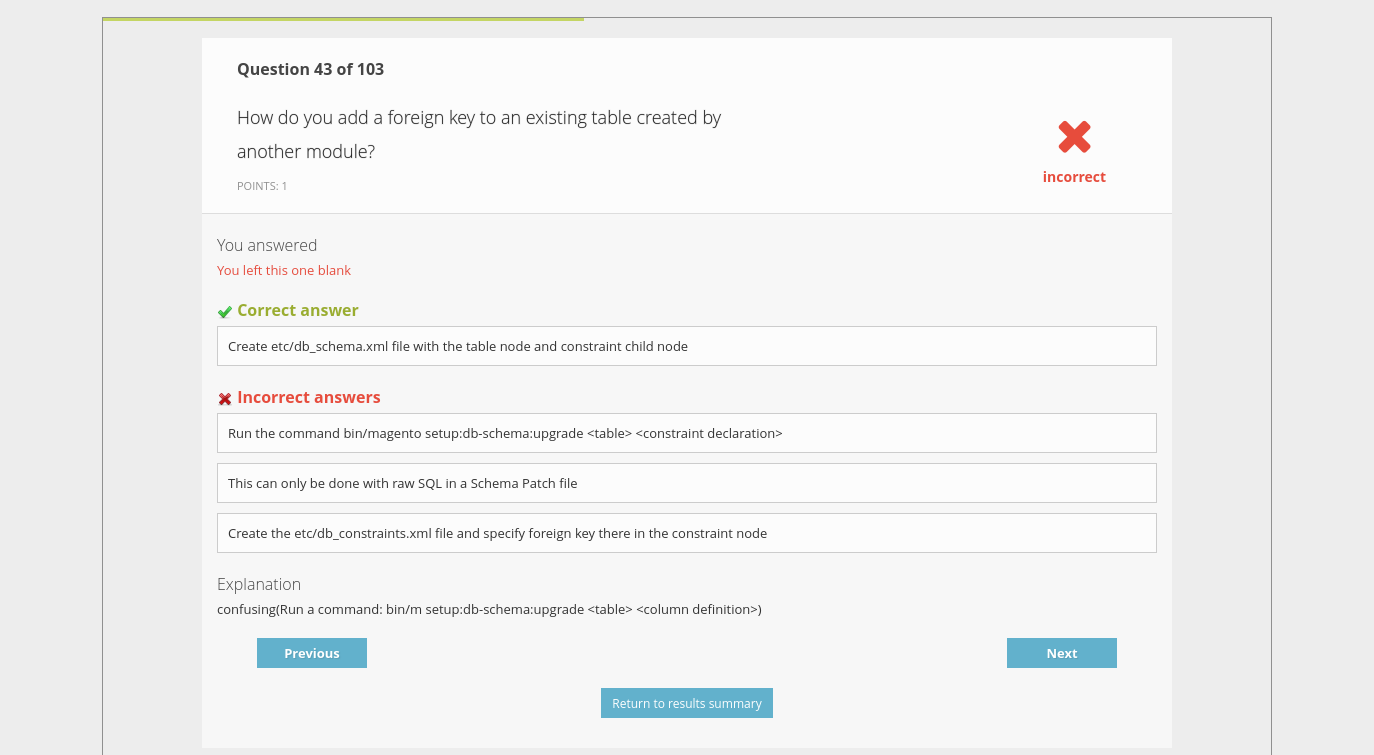 Question 43 of 103
How do you add a foreign key to an existing table created by
another module?
POINTS: 1
incorrect
You answered
You left this one blank
Correct answer
Create etc/db_schema.xml file with the table node and constraint child node
Incorrect answers
Run the command bin/magento setup:db-schema:upgrade <table> <constraint declaration>
This can only be done with raw SQL in a Schema Patch file
Create the etc/db_constraints.xml file and specify foreign key there in the constraint node
Explanation
confusing(Run a command: bin/m setup:db-schema:upgrade <table> <column definition>)
Previous
Next
Return to results summary